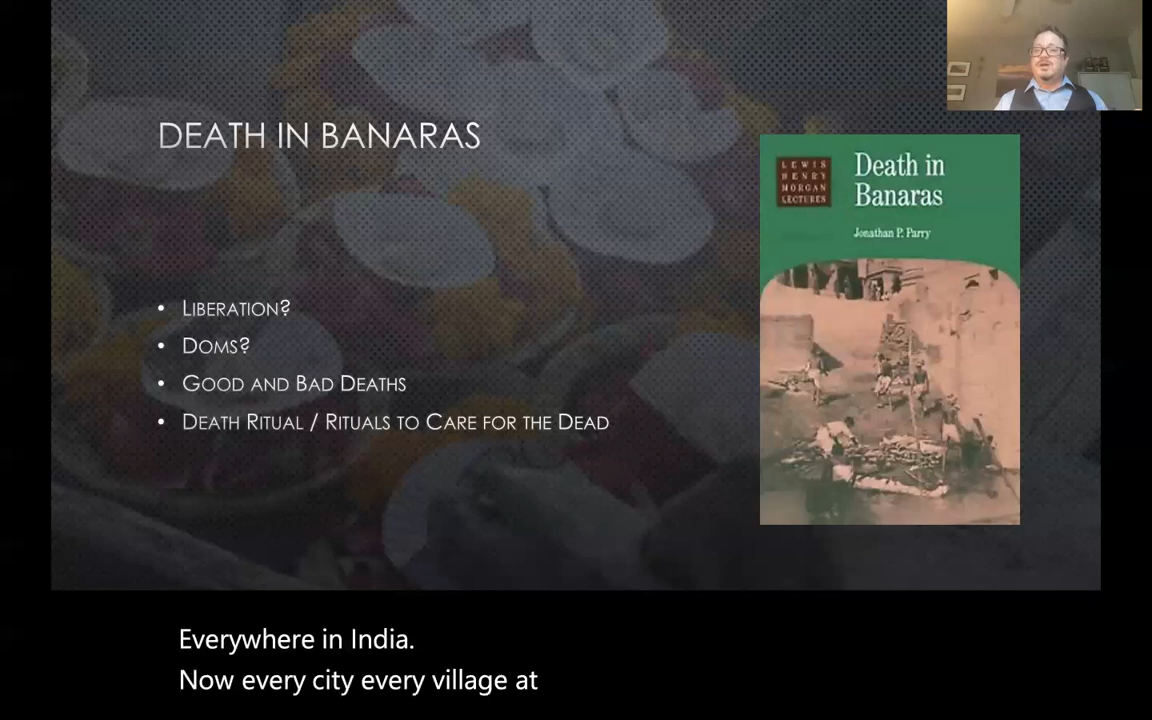 DEATH IN BANARAS
LEWIS
HENRY
MORGAN
LECTURES
Death in
Banaras
Jonathan P. Parry
• LIBERATION?
• DOMS?
• GOOD AND BAD DEATHS
• DEATH RITUAL / RITUALS TO CARE FOR THE DEAD
Everywhere in India.
Now every city every village at